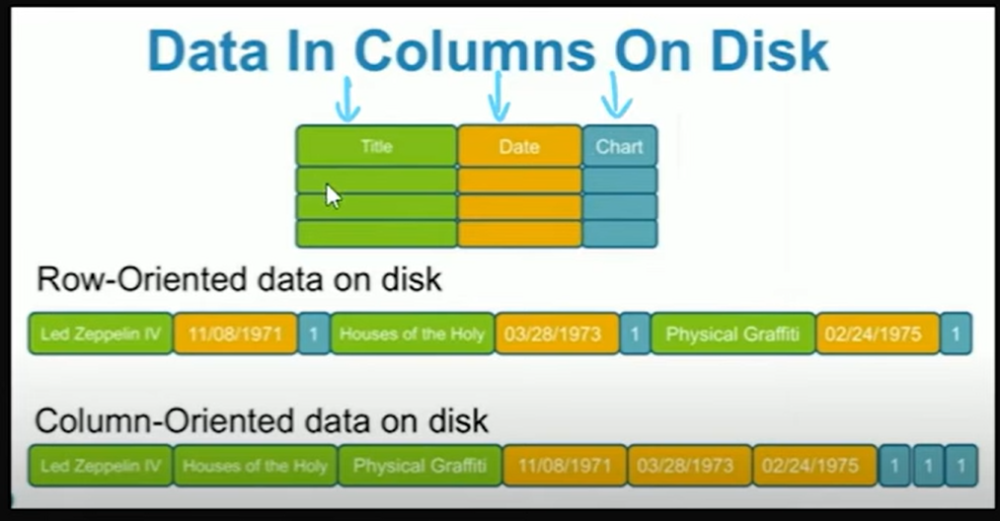 Data In Columns On Disk
Title Date Chart
Row-Oriented data on disk
Led Zeppelin IV 11/08/1971 1 Houses of the Holy 03/28/1973 1 Physical Graffiti 02/24/1975 1
Column-Oriented data on disk
Led Zeppelin IV Houses of the Holy Physical Graffiti 11/08/1971 03/28/1973 02/24/1975 1 1 1